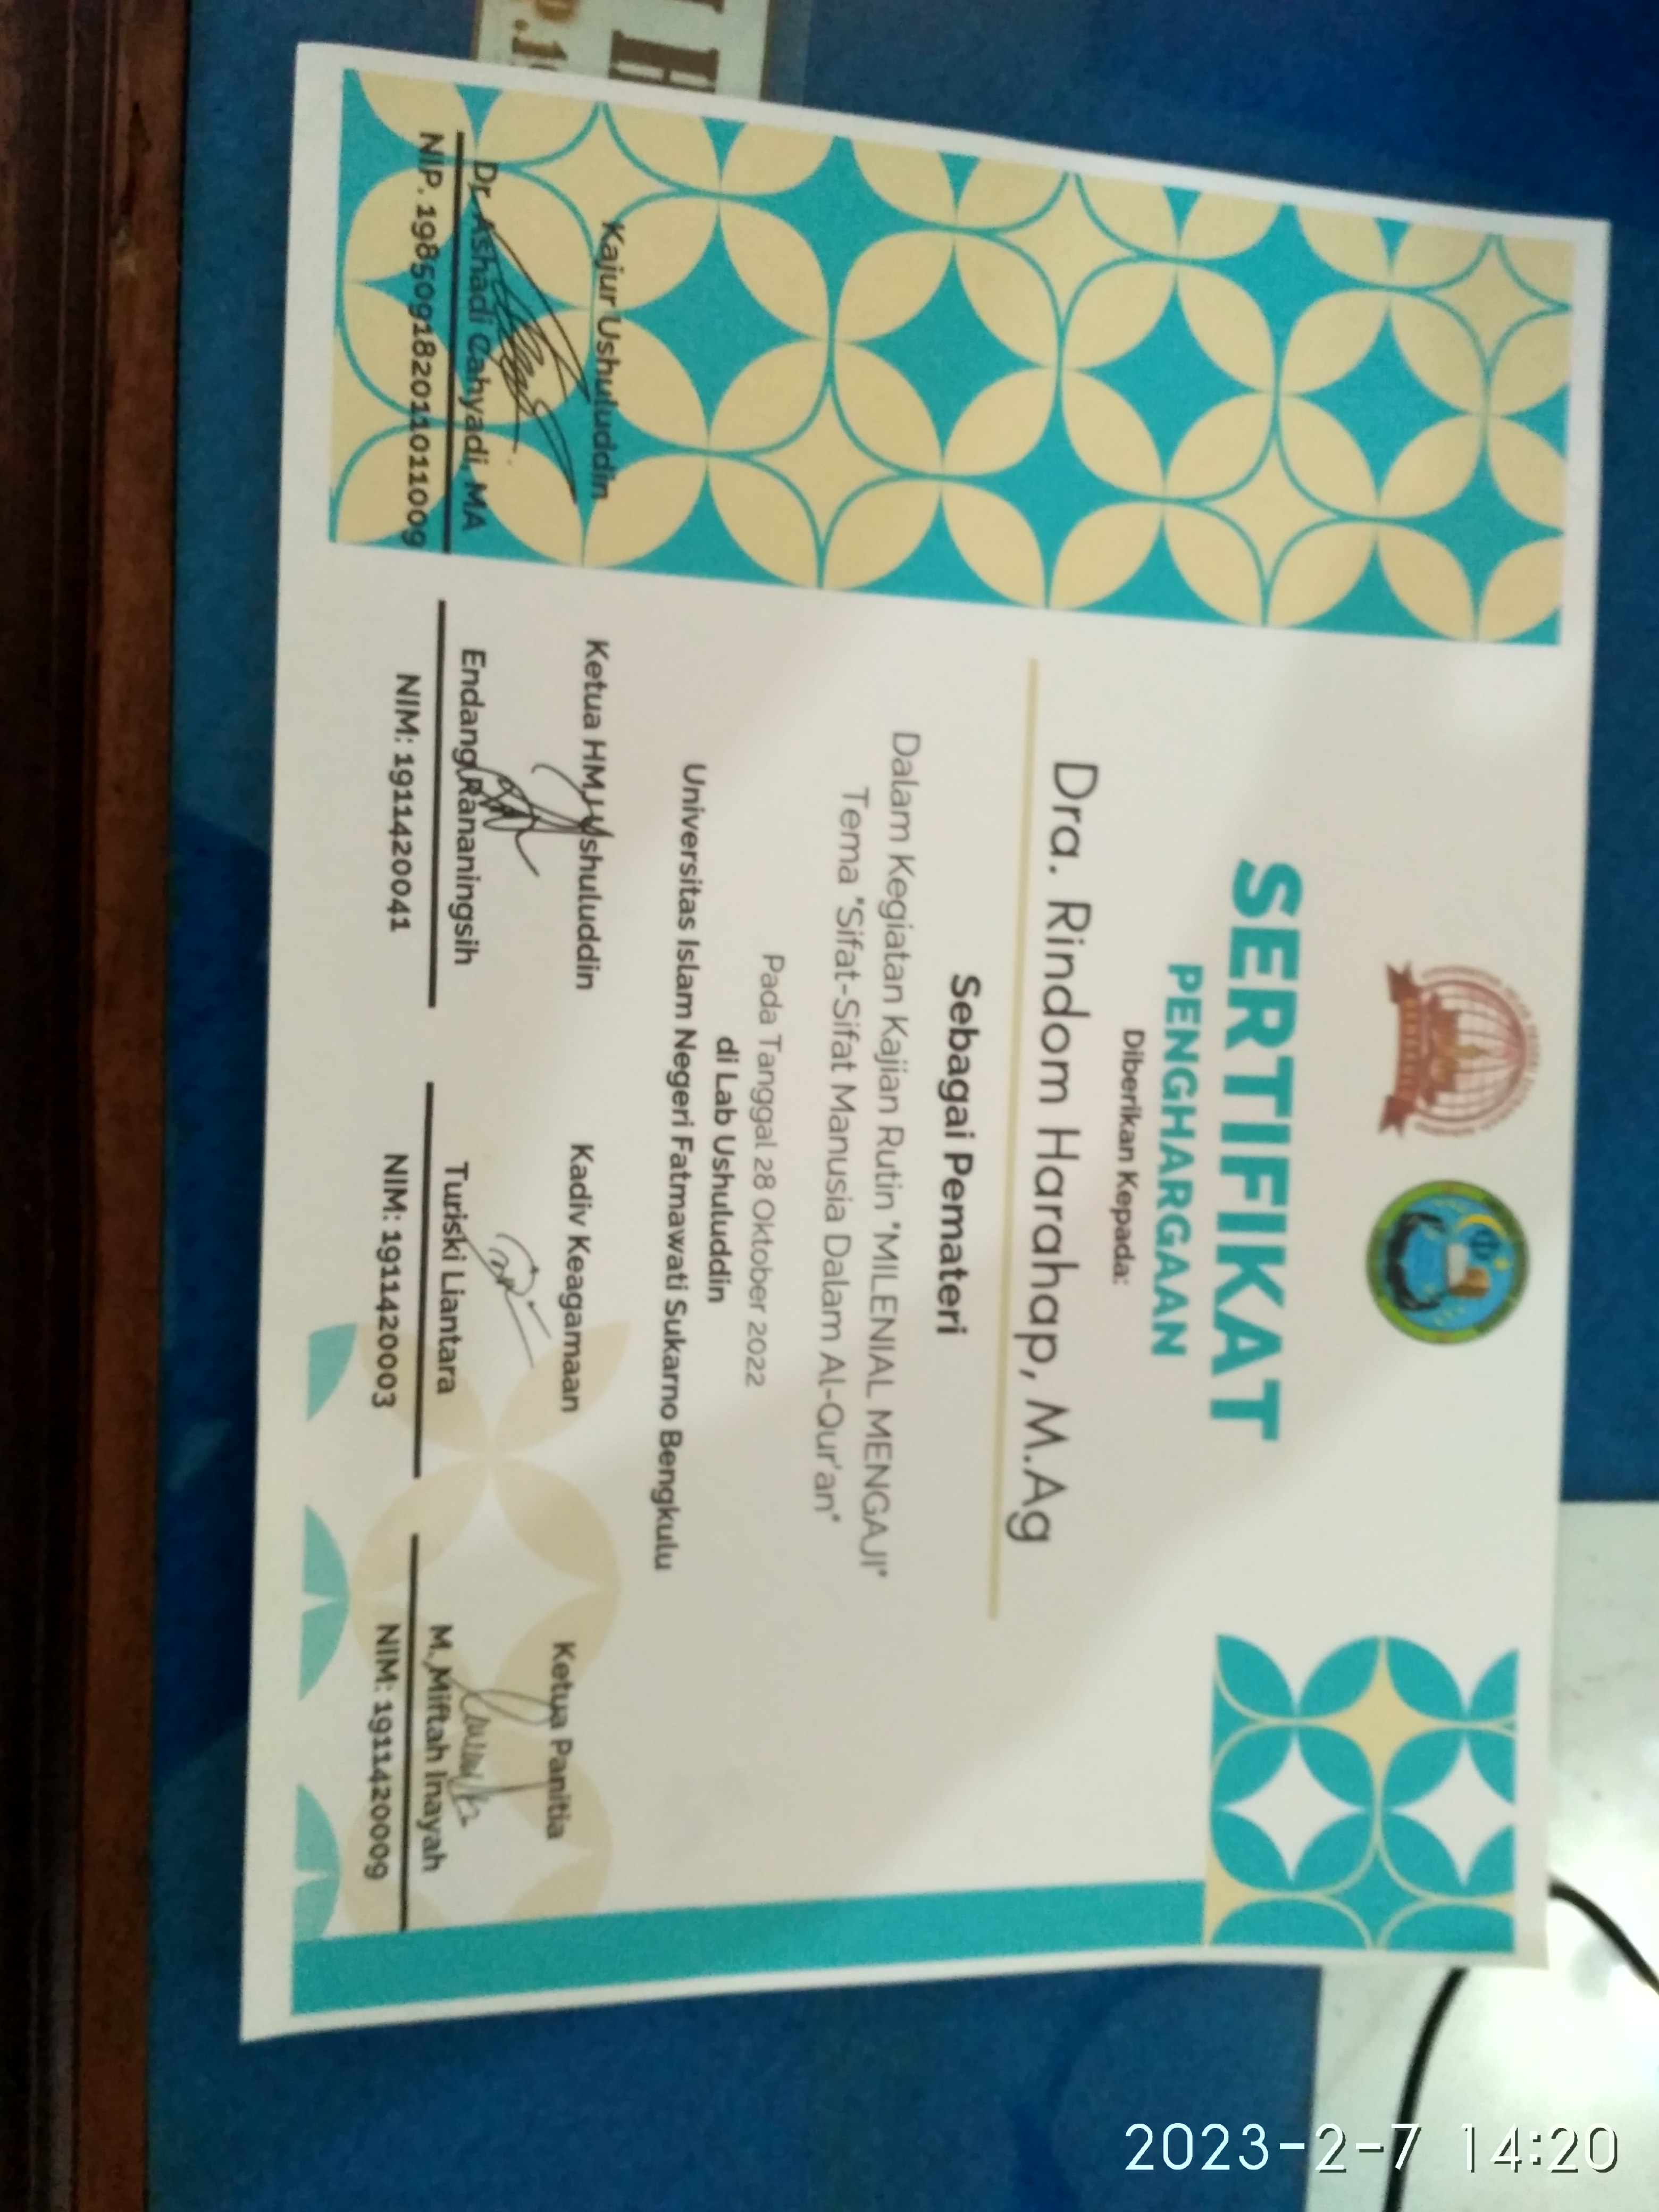 SERTIFIKAT
PENGHARGAAN
Diberikan Kepada:
Dra. Rindom Harahap, M.Ag
Sebagai Pemateri
Dalam Kegiatan Kajian Rutin "MILENIAL MENGAJI"
Tema "Sifat-Sifat Manusia Dalam Al-Qur'an"
Pada Tanggal 28 Oktober 2022
di Lab Ushuluddin
Universitas Islam Negeri Fatmawati Sukarno Bengkulu
Kajur Ushuluddin
Dr. Ashadi Cahyadi, MA
NIP. 198509182011011009
Ketua HMJ Ushuluddin
Endang Rananingsih
NIM: 1911420041
Kadiv Keagamaan
Turiski Liantara
NIM: 1911420003
Ketua Panitia
M. Miftah Inayah
NIM: 1911420009
2023-2-7 14:20